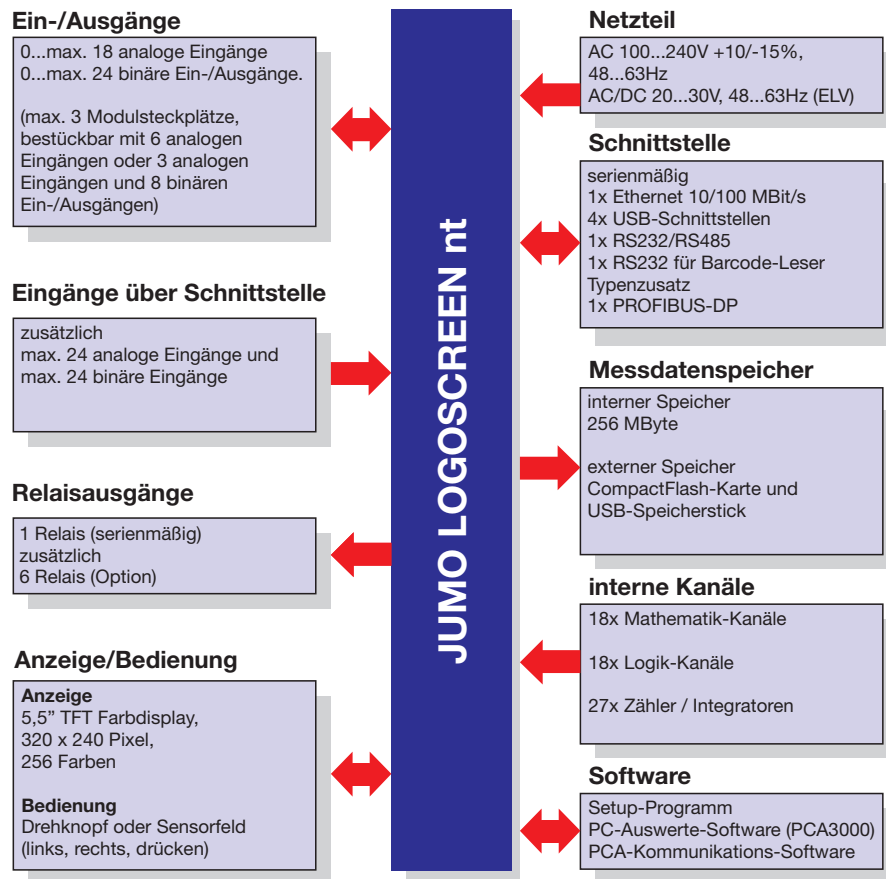 Ein-/Ausgänge
0...max. 18 analoge Eingänge
0...max. 24 binäre Ein-/Ausgänge.
(max. 3 Modulsteckplätze,
bestückbar mit 6 analogen
Eingängen oder 3 analogen
Eingängen und 8 binären
Ein-/Ausgängen)
Eingänge über Schnittstelle
zusätzlich
max. 24 analoge Eingänge und
max. 24 binäre Eingänge
Relaisausgänge
1 Relais (serienmäßig)
zusätzlich
6 Relais (Option)
Anzeige/Bedienung
Anzeige
5,5” TFT Farbdisplay,
320 x 240 Pixel,
256 Farben
Bedienung
Drehknopf oder Sensorfeld
(links, rechts, drücken)
JUMO LOGOSCREEN nt
Netzteil
AC 100...240V +10/-15%,
48...63Hz
AC/DC 20...30V, 48...63Hz (ELV)
Schnittstelle
serienmäßig
1x Ethernet 10/100 MBit/s
4x USB-Schnittstellen
1x RS232/RS485
1x RS232 für Barcode-Leser
Typenzusatz
1x PROFIBUS-DP
Messdatenspeicher
interner Speicher
256 MByte
externer Speicher
CompactFlash-Karte und
USB-Speicherstick
interne Kanäle
18x Mathematik-Kanäle
18x Logik-Kanäle
27x Zähler / Integratoren
Software
Setup-Programm
PC-Auswerte-Software (PCA3000)
PCA-Kommunikations-Software